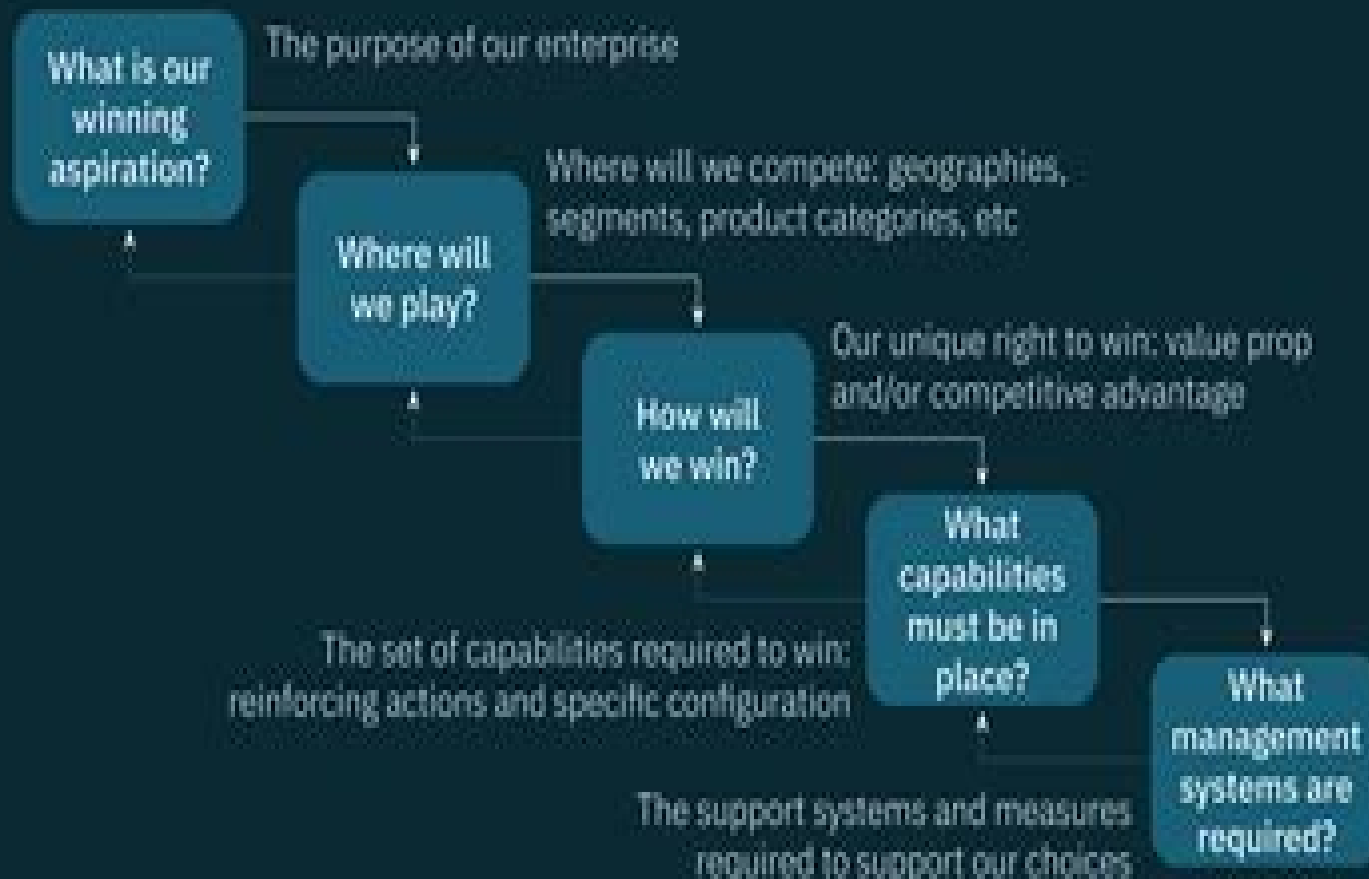 What is our
winning
aspiration?
The purpose of our enterprise
Where will
we play?
Where will we compete: geographies,
segments, product categories, etc
How will
we win?
Our unique right to win: value prop
and/or competitive advantage
What
capabilities
must be in
place?
The set of capabilities required to win:
reinforcing actions and specific configuration
What
management
systems are
required?
The support systems and measures
required to support our choices